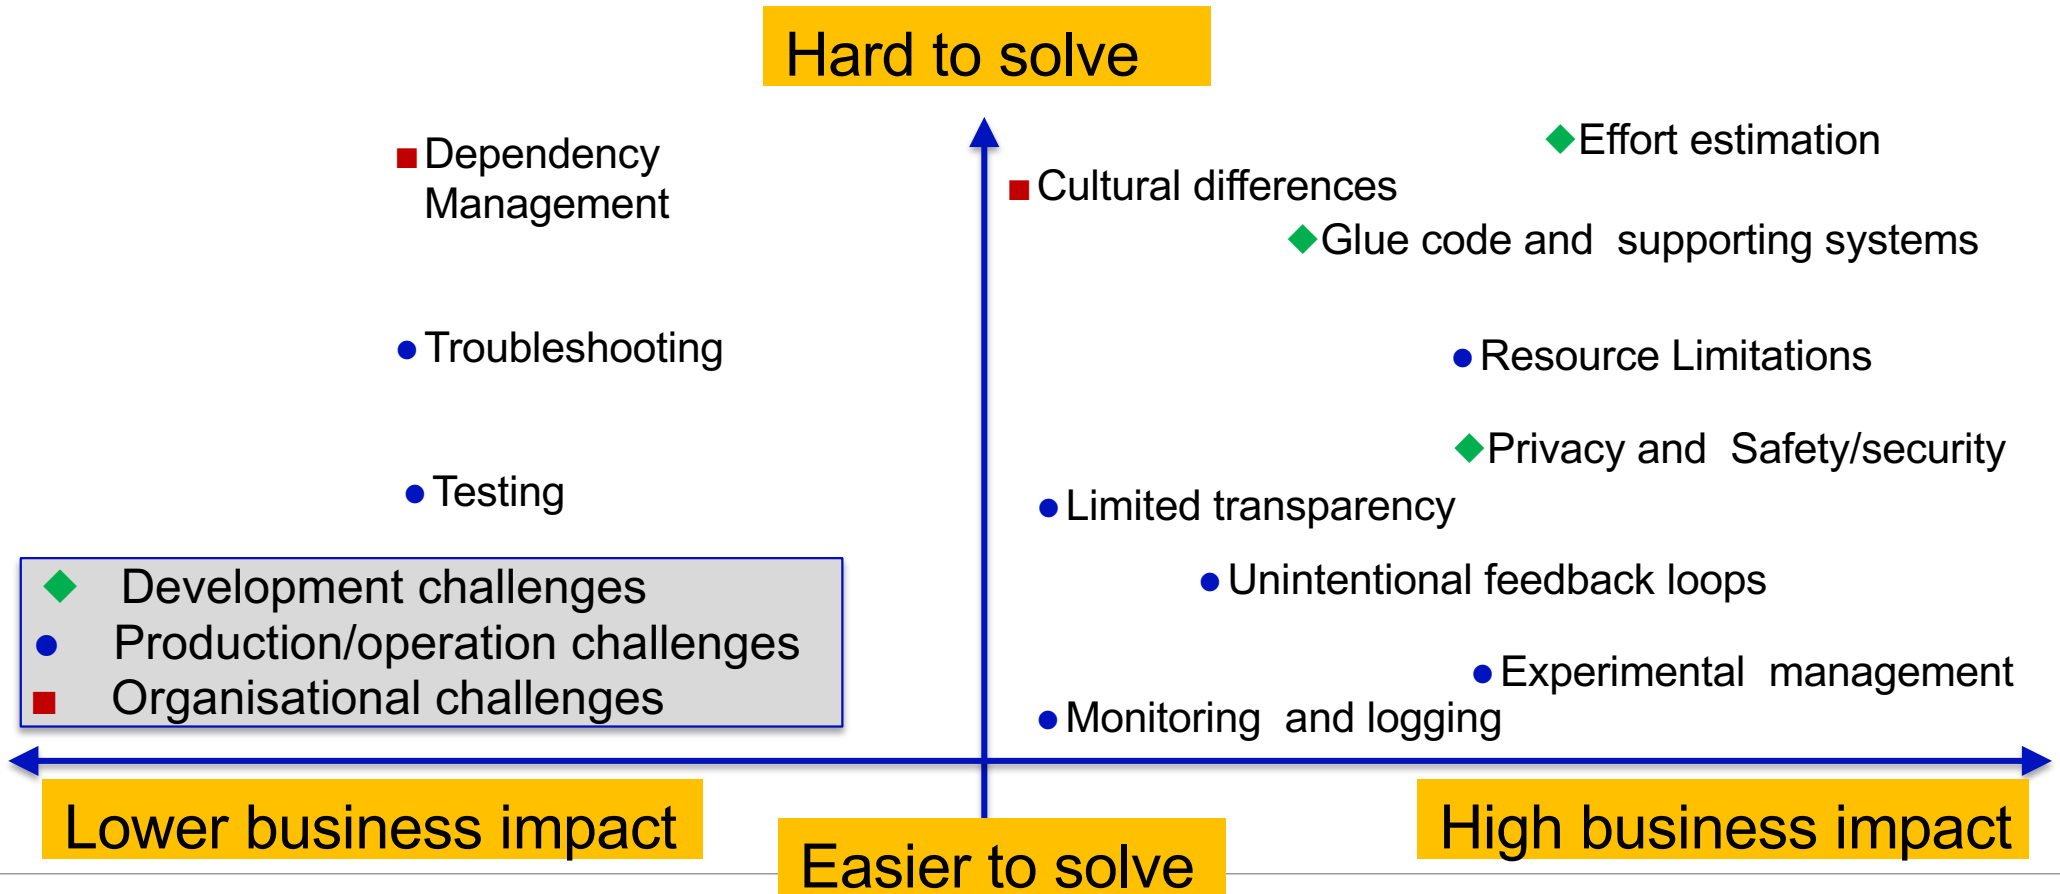 Hard to solve
Dependency
Management
Effort estimation
Cultural differences
Glue code and supporting systems
Troubleshooting
Resource Limitations
Privacy and Safety/security
Testing
Limited transparency
Development challenges
Production/operation challenges
Organisational challenges
Unintentional feedback loops
Experimental management
Monitoring and logging
Lower business impact
High business impact
Easier to solve